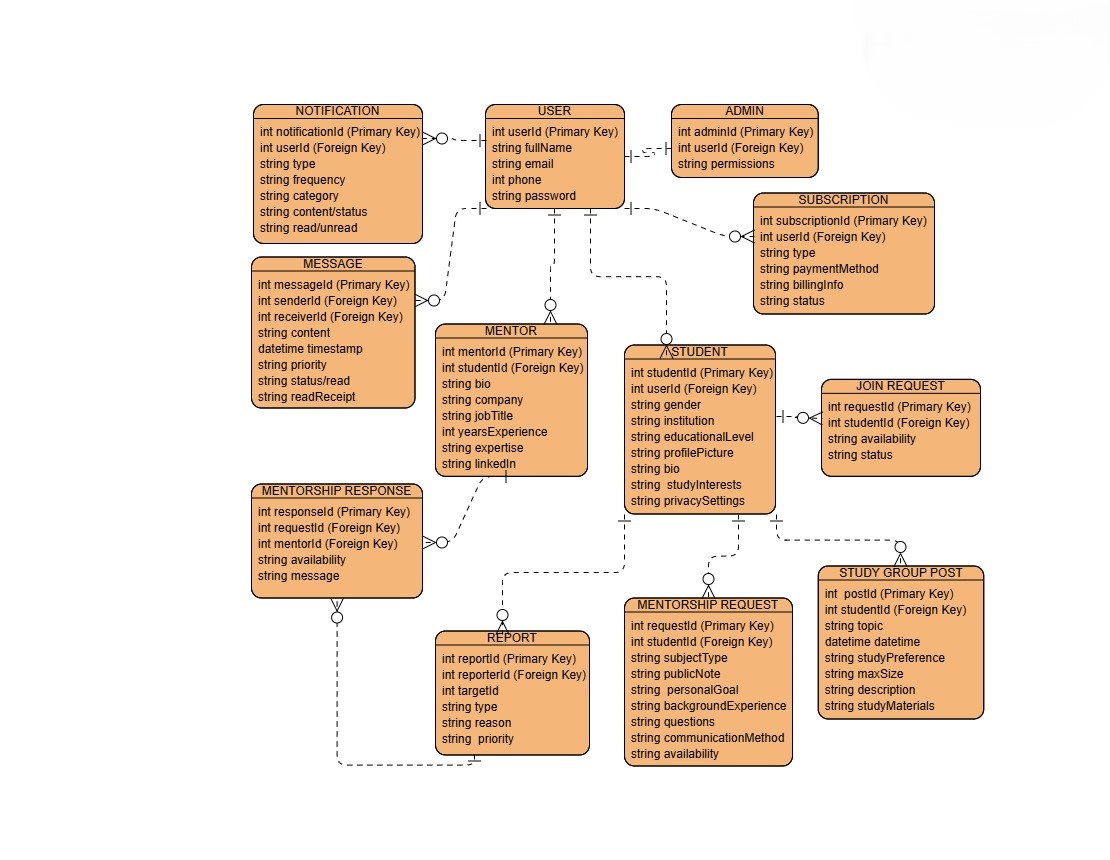 NOTIFICATION
int notificationId (Primary Key)
int userId (Foreign Key)
string type
string frequency
string category
string content/status
string read/unread
USER
int userId (Primary Key)
string fullName
string email
int phone
string password
ADMIN
int adminId (Primary Key)
int userId (Foreign Key)
string permissions
SUBSCRIPTION
int subscriptionId (Primary Key)
int userId (Foreign Key)
string type
string paymentMethod
string billingInfo
string status
MESSAGE
int messageId (Primary Key)
int senderId (Foreign Key)
int receiverId (Foreign Key)
string content
datetime timestamp
string priority
string status/read
string readReceipt
MENTOR
int mentorId (Primary Key)
int studentId (Foreign Key)
string bio
string company
string jobTitle
int yearsExperience
string expertise
string linkedIn
STUDENT
int studentId (Primary Key)
int userId (Foreign Key)
string gender
string institution
string educationalLevel
string profilePicture
string bio
string  studyInterests
string privacySettings
JOIN REQUEST
int requestId (Primary Key)
int studentId (Foreign Key)
string availability
string status
MENTORSHIP RESPONSE
int responseId (Primary Key)
int requestId (Foreign Key)
int mentorId (Foreign Key)
string availability
string message
REPORT
int reportId (Primary Key)
int reporterId (Foreign Key)
int targetId
string type
string reason
string  priority
MENTORSHIP REQUEST
int requestId (Primary Key)
int studentId (Foreign Key)
string subjectType
string publicNote
string  personalGoal
string backgroundExperience
string questions
string communicationMethod
string availability
STUDY GROUP POST
int  postId (Primary Key)
int studentId (Foreign Key)
string topic
datetime datetime
string studyPreference
string maxSize
string description
string studyMaterials